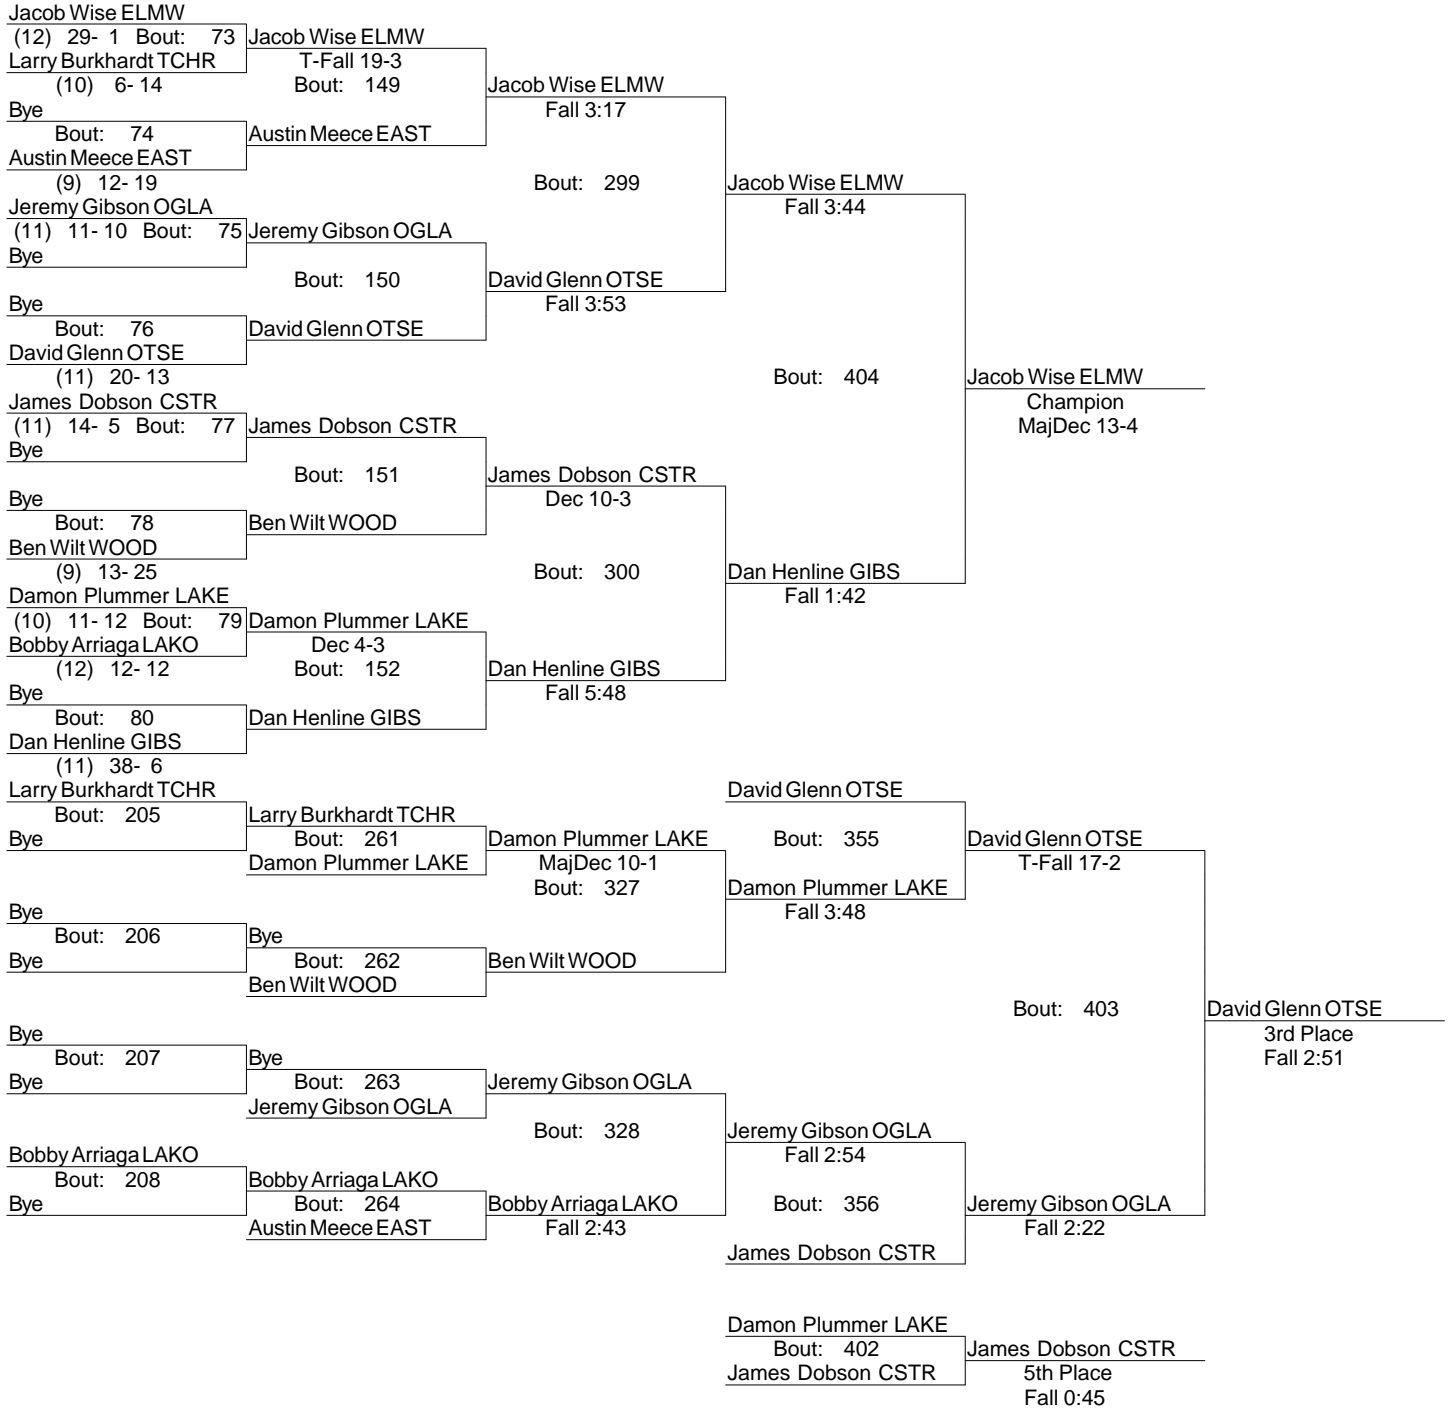 Jacob Wise ELMW
(12) 29- 1 Bout: 73 Jacob Wise ELMW
Larry Burkhardt TCHR T-Fall 19-3
(10) 6- 14 Bout: 149 Jacob Wise ELMW
Bye Fall 3:17
Bout: 74 Austin Meece EAST
Austin Meece EAST
(9) 12- 19 Bout: 299 Jacob Wise ELMW
Jeremy Gibson OGLA Fall 3:44
(11) 11- 10 Bout: 75 Jeremy Gibson OGLA
Bye
Bout: 150 David Glenn OTSE
Bye Fall 3:53
Bout: 76 David Glenn OTSE
David Glenn OTSE
(11) 20- 13 Bout: 404 Jacob Wise ELMW
James Dobson CSTR Champion
(11) 14- 5 Bout: 77 James Dobson CSTR MajDec 13-4
Bye
Bout: 151 James Dobson CSTR
Bye Dec 10-3
Bout: 78 Ben Wilt WOOD
Ben Wilt WOOD
(9) 13- 25 Bout: 300 Dan Henline GIBS
Damon Plummer LAKE Fall 1:42
(10) 11- 12 Bout: 79 Damon Plummer LAKE
Bobby Arriaga LAKO Dec 4-3
(12) 12- 12 Bout: 152 Dan Henline GIBS
Bye Fall 5:48
Bout: 80 Dan Henline GIBS
Dan Henline GIBS
(11) 38- 6
Larry Burkhardt TCHR David Glenn OTSE
Bout: 205 Larry Burkhardt TCHR
Bye Bout: 261 Damon Plummer LAKE Bout: 355 David Glenn OTSE
Damon Plummer LAKE MajDec 10-1 T-Fall 17-2
Bout: 327 Damon Plummer LAKE
Bye Fall 3:48
Bout: 206 Bye
Bye Bout: 262 Ben Wilt WOOD
Ben Wilt WOOD
Bout: 403 David Glenn OTSE
Bye 3rd Place
Bout: 207 Bye Fall 2:51
Bye Bout: 263 Jeremy Gibson OGLA
Jeremy Gibson OGLA
Bout: 328 Jeremy Gibson OGLA
Bobby Arriaga LAKO Fall 2:54
Bout: 208 Bobby Arriaga LAKO
Bye Bout: 264 Bobby Arriaga LAKO Bout: 356 Jeremy Gibson OGLA
Austin Meece EAST Fall 2:43 Fall 2:22
James Dobson CSTR
Damon Plummer LAKE
Bout: 402 James Dobson CSTR
James Dobson CSTR 5th Place
Fall 0:45